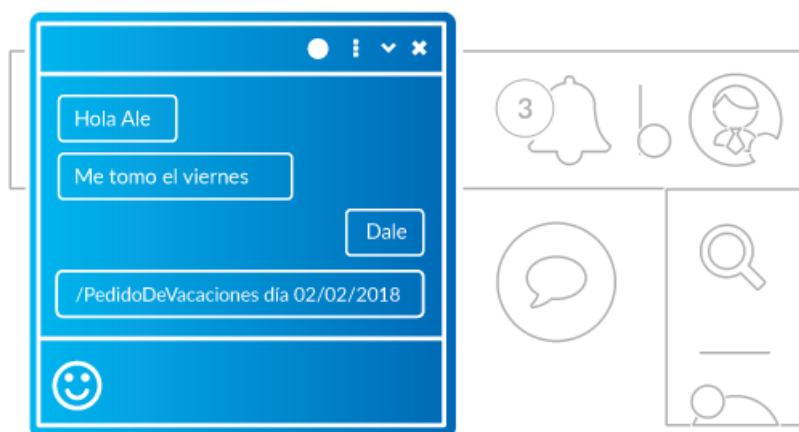 Hola Ale
Me tomo el viernes
Dale
/PedidoDeVacaciones día 02/02/2018
3